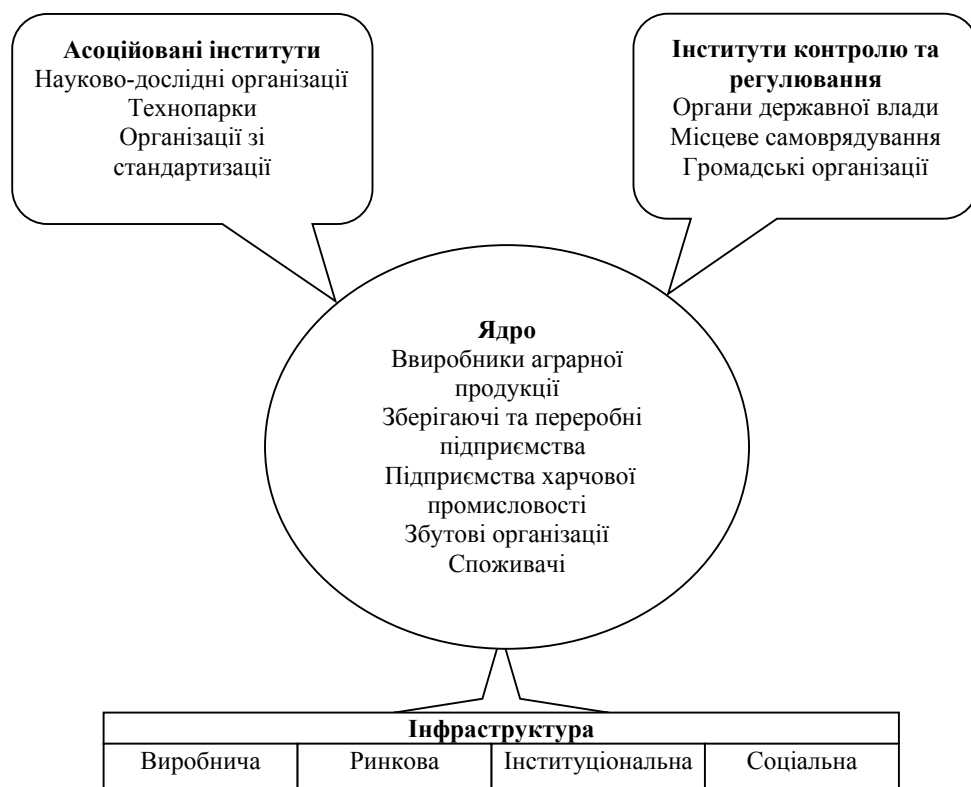 Асоційовані інститути
Науково-дослідні організації
Технопарки
Організації зі
стандартизації
Інститути контролю та
регулювання
Органи державної влади
Місцеве самоврядування
Громадські організації
Ядро
Ввиробники аграрної
продукції
Зберігаючі та переробні
підприємства
Підприємства харчової
промисловості
Збутові організації
Споживачі
Інфраструктура
Виробнича
Ринкова
Інституціональна
Соціальна